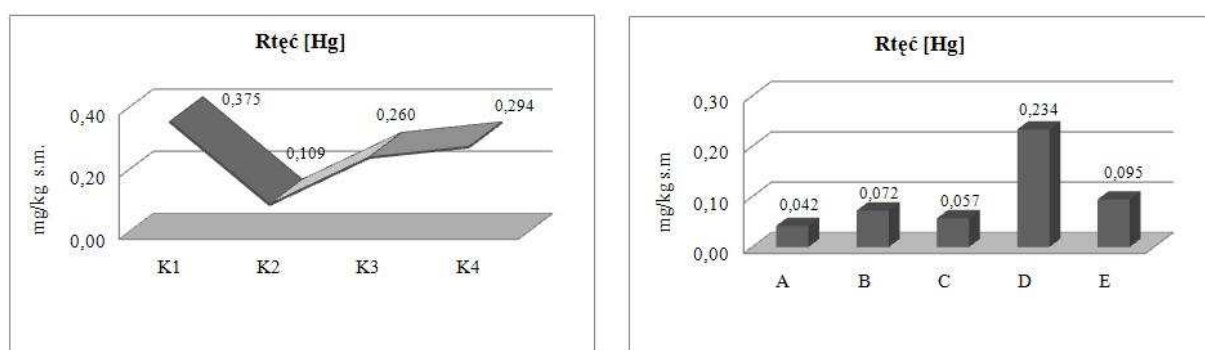 Rtęć [Hg]
mg/kg s.m.
0,40
0,20
0,00
0,375
0,109
0,260
0,294
K1 K2 K3 K4
Rtęć [Hg]
mg/kg s.m
0,30
0,20
0,10
0,00
0,042
0,072
0,057
0,234
0,095
A B C D E